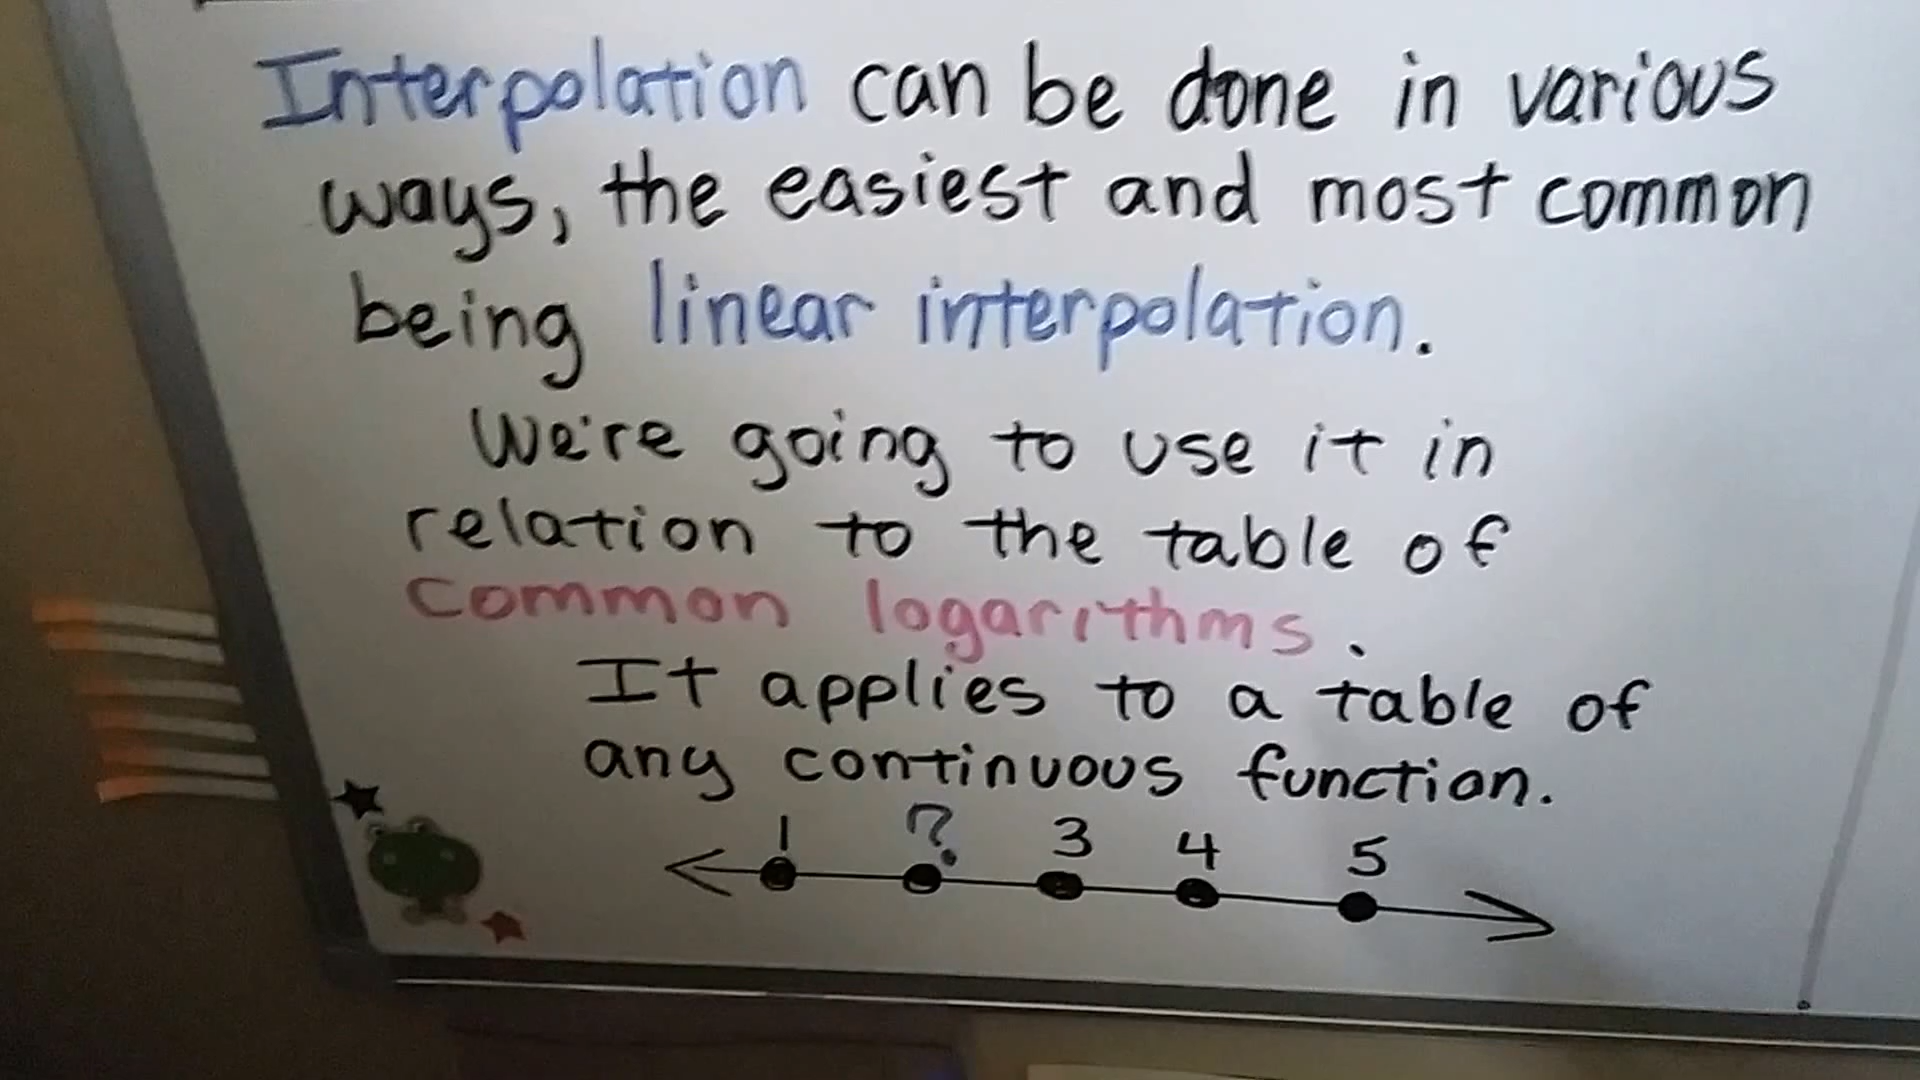 Interpolation can be done in various
ways, the easiest and most common
being linear interpolation.
We're going to use it in
relation to the table of
common logarithms.
It applies to a table of
any continuous function.
1 ? 3 4 5